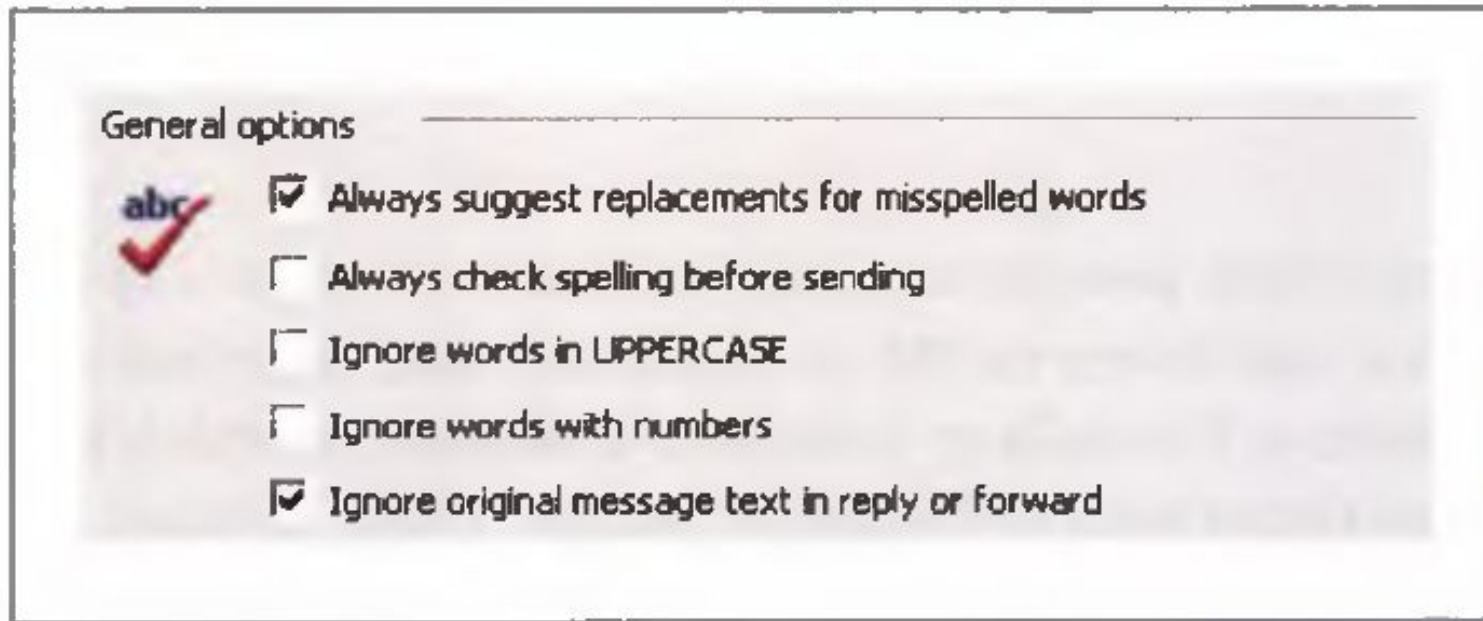 General options
abc
Always suggest replacements for misspelled words
Always check spelling before sending
Ignore words in UPPERCASE
Ignore words with numbers
Ignore original message text in reply or forward